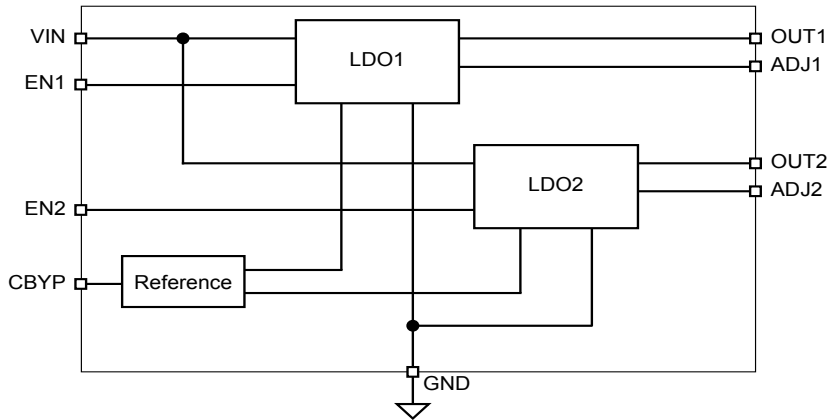 VIN
LDO1
OUT1
ADJ1
EN1
LDO2
OUT2
ADJ2
EN2
CBYP
Reference
GND